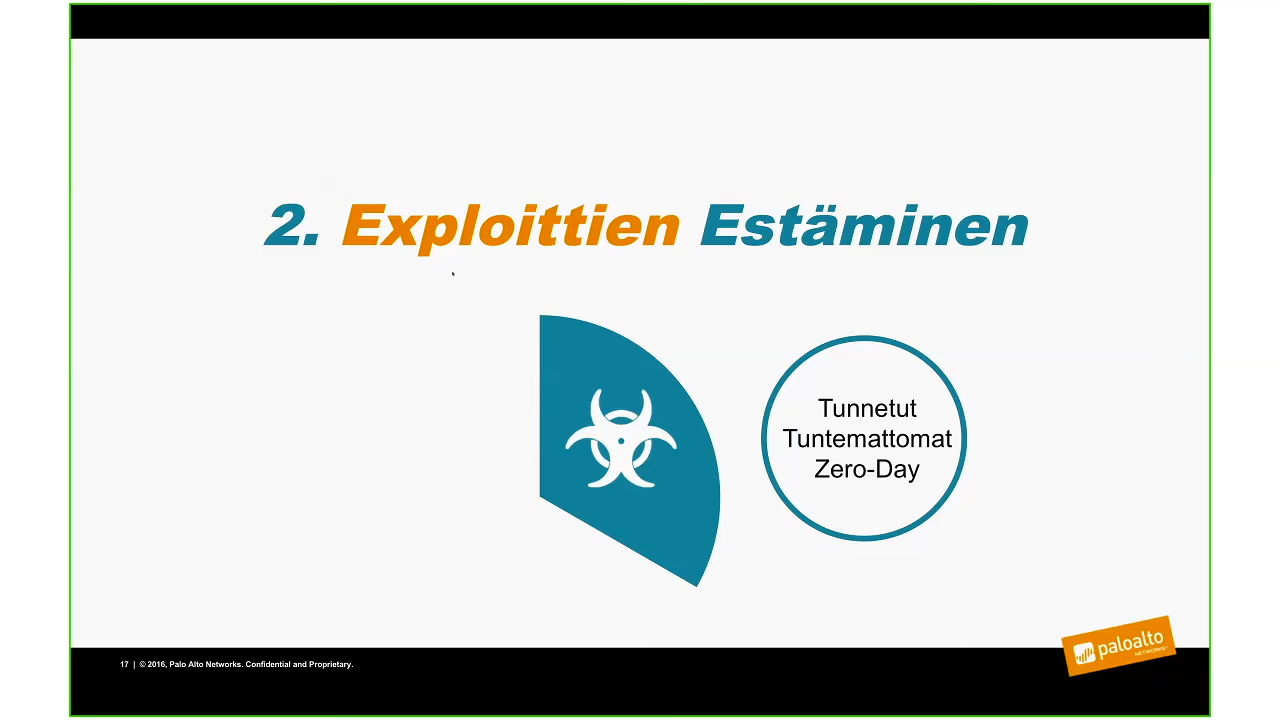 2. Exploittien Estäminen
Tunnetut
Tuntemattomat
Zero-Day
17 | © 2016, Palo Alto Networks. Confidential and Proprietary.
paloalto
NETWORKS